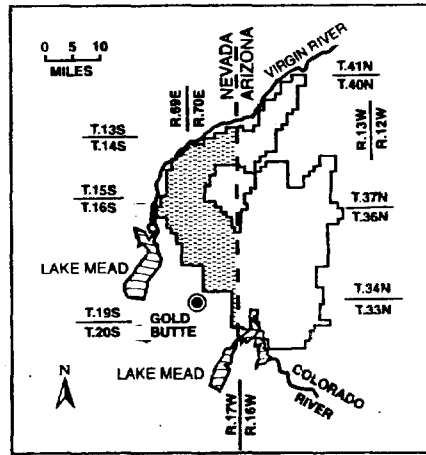 0 5 10
MILES
NEVADA
ARIZONA
VIRGIN RIVER
T.41N
T.40N
R.69E
R.70E
R.13W
R.12W
T.13S
T.14S
T.15S
T.16S
T.37N
T.36N
LAKE MEAD
GOLD
BUTTE
T.34N
T.33N
T.19S
T.20S
N
LAKE MEAD
COLORADO
RIVER
R.17W
R.16W